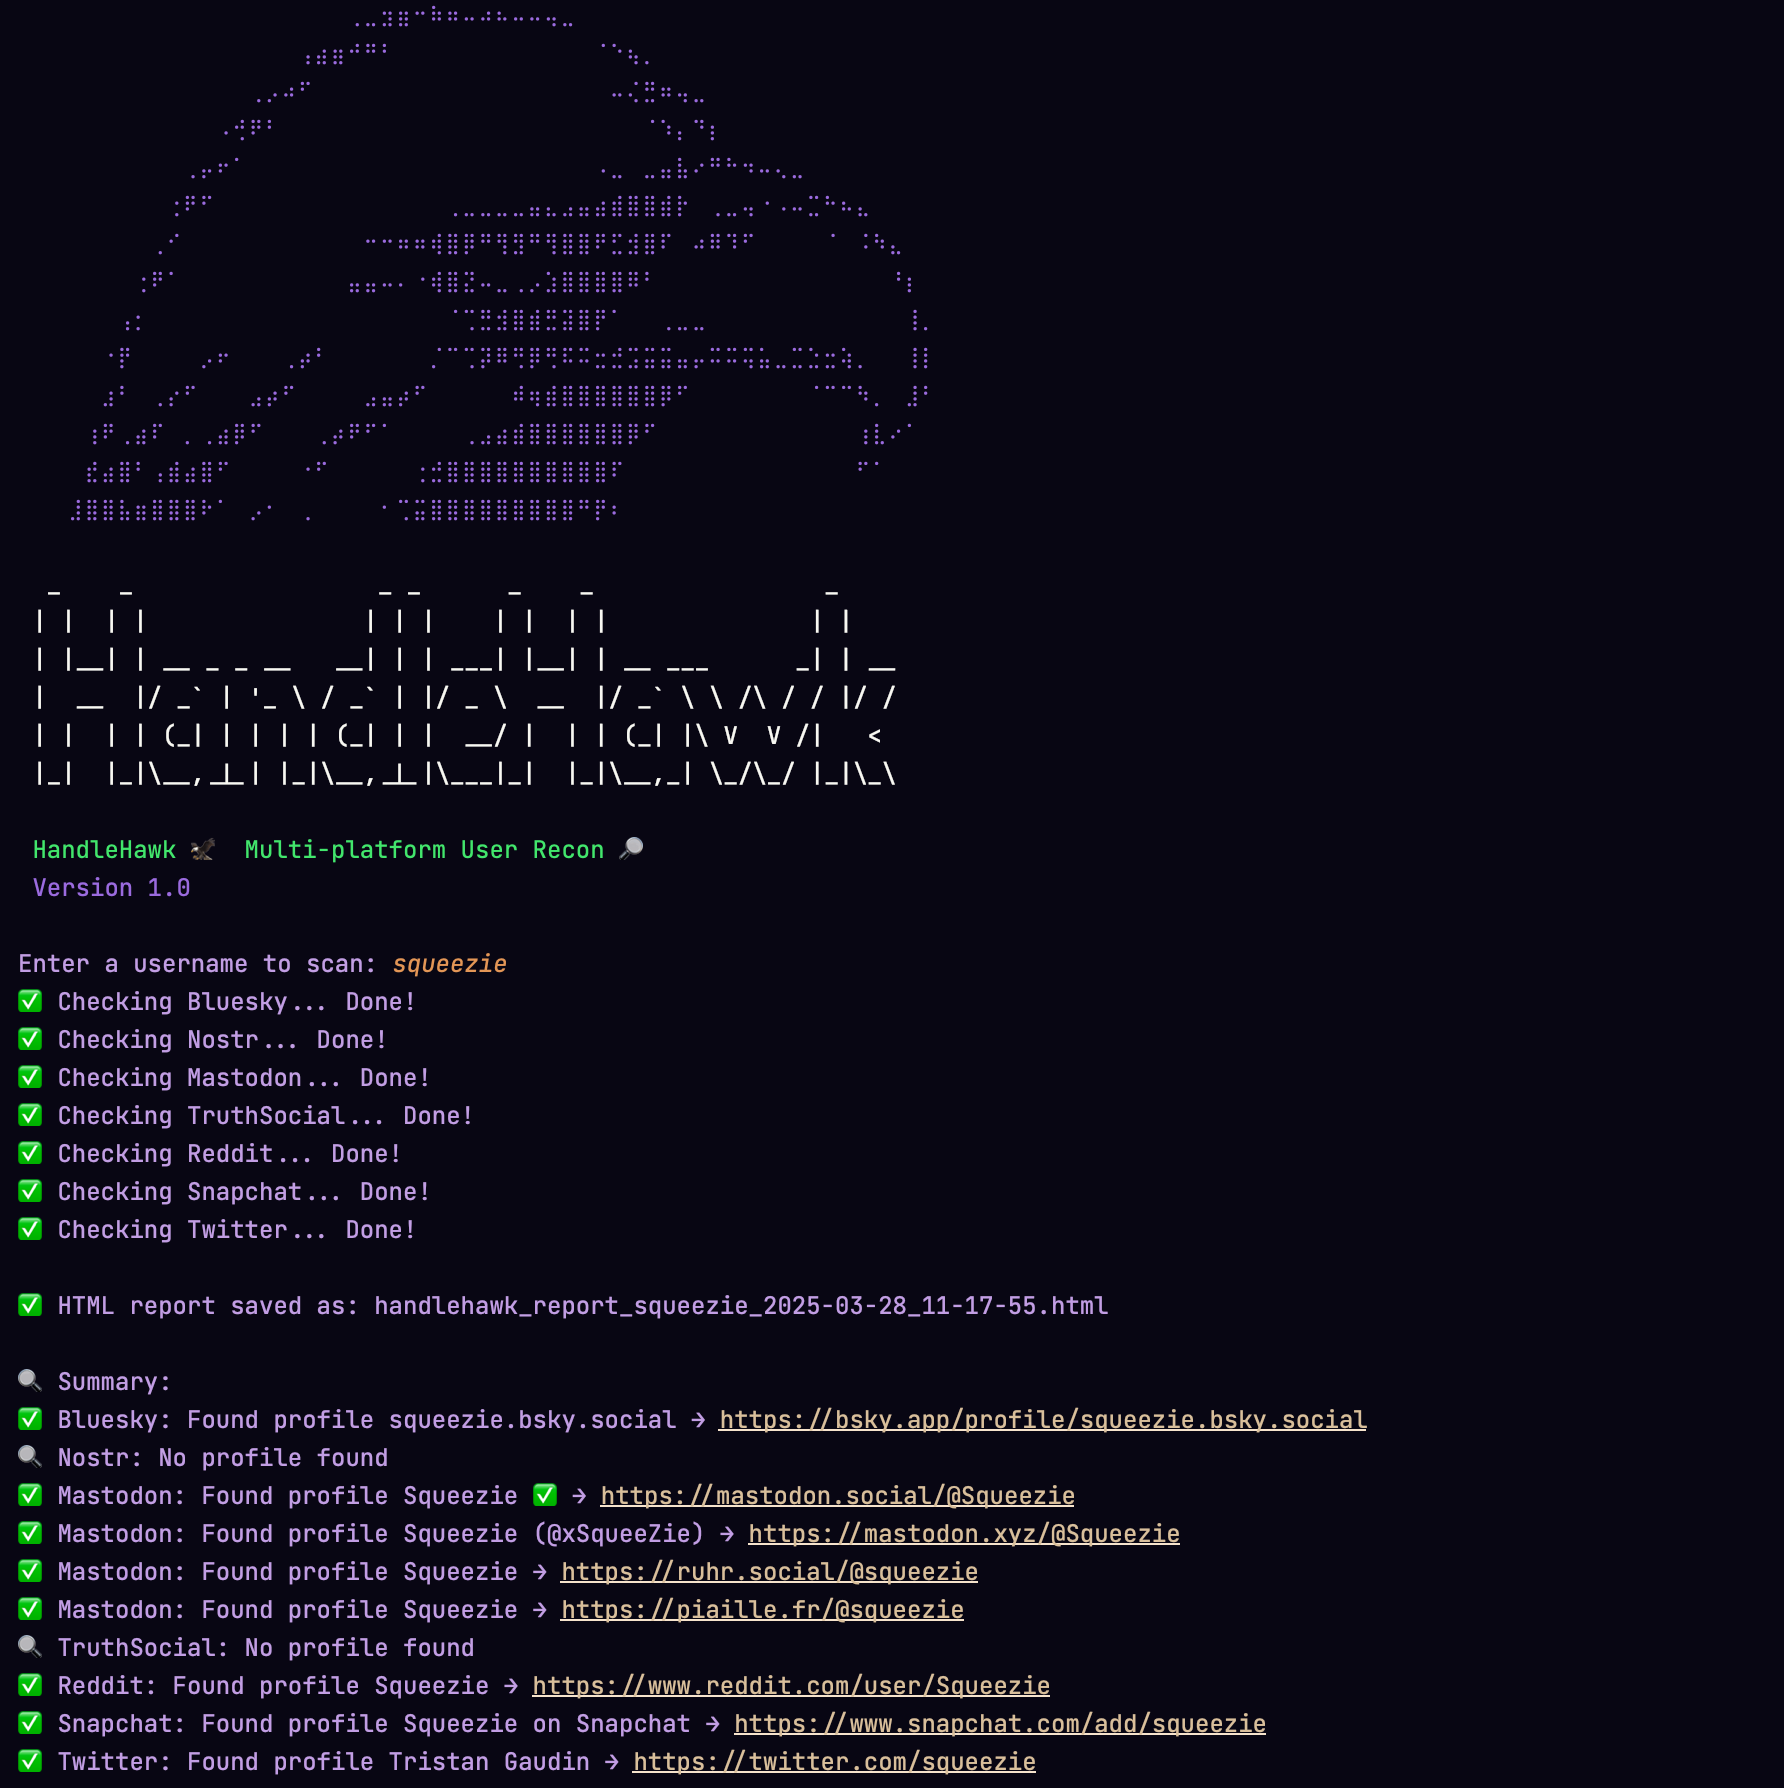 HandleHawk 🦅 Multi-platform User Recon 🔎
Version 1.0
Enter a username to scan: squeezie
✅ Checking Bluesky... Done!
✅ Checking Nostr... Done!
✅ Checking Mastodon... Done!
✅ Checking TruthSocial... Done!
✅ Checking Reddit... Done!
✅ Checking Snapchat... Done!
✅ Checking Twitter... Done!
✅ HTML report saved as: handlehawk_report_squeezie_2025-03-28_11-17-55.html
🔍 Summary:
✅ Bluesky: Found profile squeezie.bsky.social → https://bsky.app/profile/squeezie.bsky.social
🔍 Nostr: No profile found
✅ Mastodon: Found profile Squeezie ✅ → https://mastodon.social/@Squeezie
✅ Mastodon: Found profile Squeezie (@xSqueeZie) → https://mastodon.xyz/@Squeezie
✅ Mastodon: Found profile Squeezie → https://ruhr.social/@squeezie
✅ Mastodon: Found profile Squeezie → https://piaille.fr/@squeezie
🔍 TruthSocial: No profile found
✅ Reddit: Found profile Squeezie → https://www.reddit.com/user/Squeezie
✅ Snapchat: Found profile Squeezie on Snapchat → https://www.snapchat.com/add/squeezie
✅ Twitter: Found profile Tristan Gaudin → https://twitter.com/squeezie